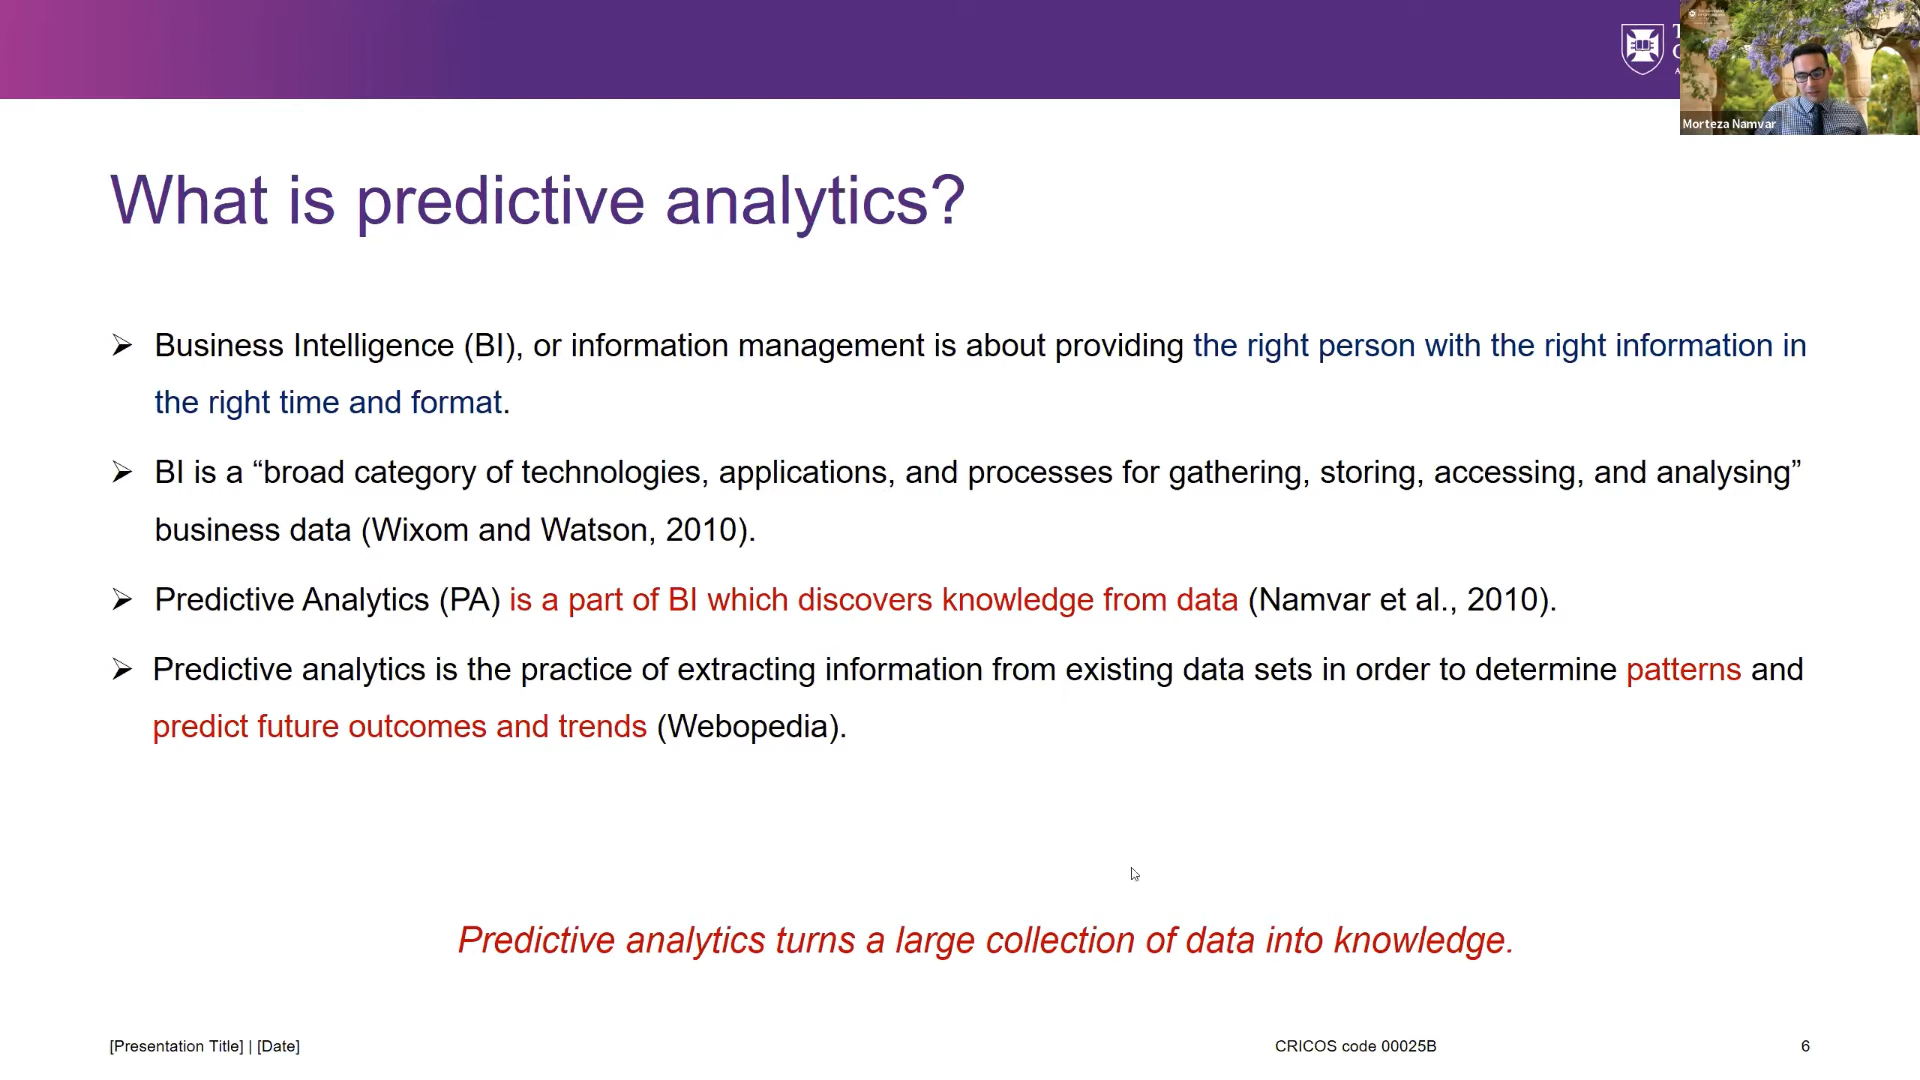 Morteza Namvar
What is predictive analytics?
➢ Business Intelligence (BI), or information management is about providing the right person with the right information in
the right time and format.
➢ BI is a “broad category of technologies, applications, and processes for gathering, storing, accessing, and analysing”
business data (Wixom and Watson, 2010).
➢ Predictive Analytics (PA) is a part of BI which discovers knowledge from data (Namvar et al., 2010).
➢ Predictive analytics is the practice of extracting information from existing data sets in order to determine patterns and
predict future outcomes and trends (Webopedia).
Predictive analytics turns a large collection of data into knowledge.
[Presentation Title] | [Date]
CRICOS code 00025B
6